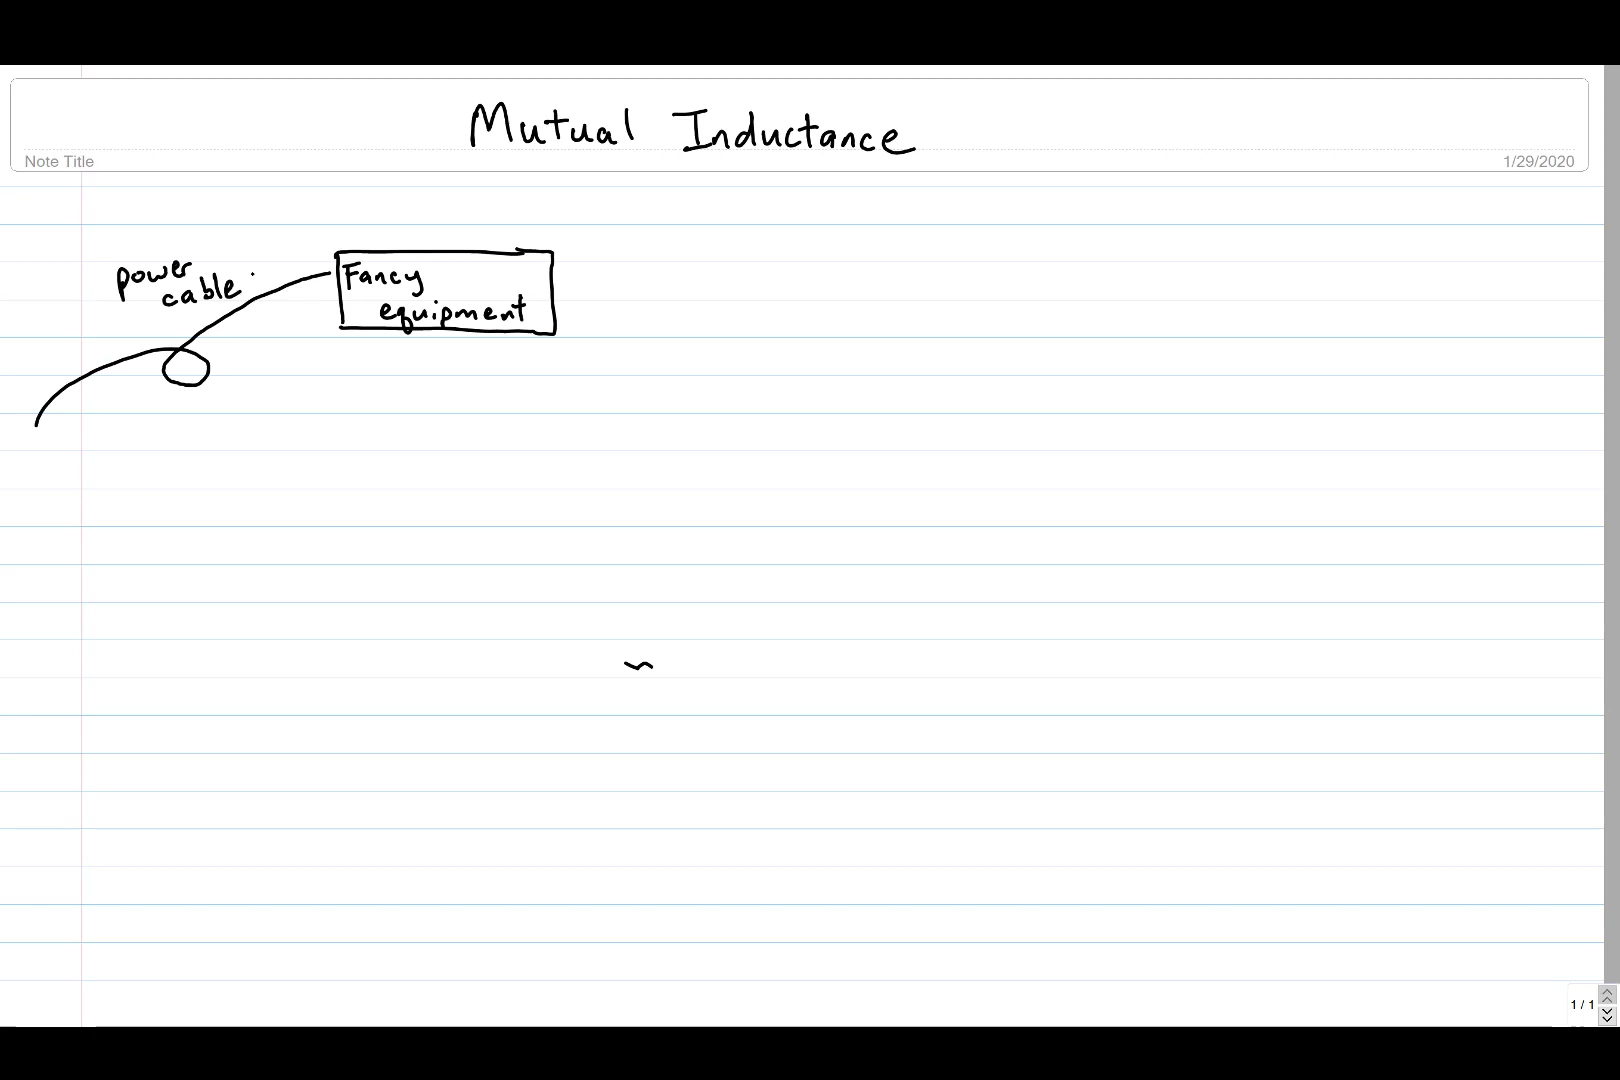 Mutual Inductance
Note Title
1/29/2020
power
cable
Fancy
equipment
1 / 1